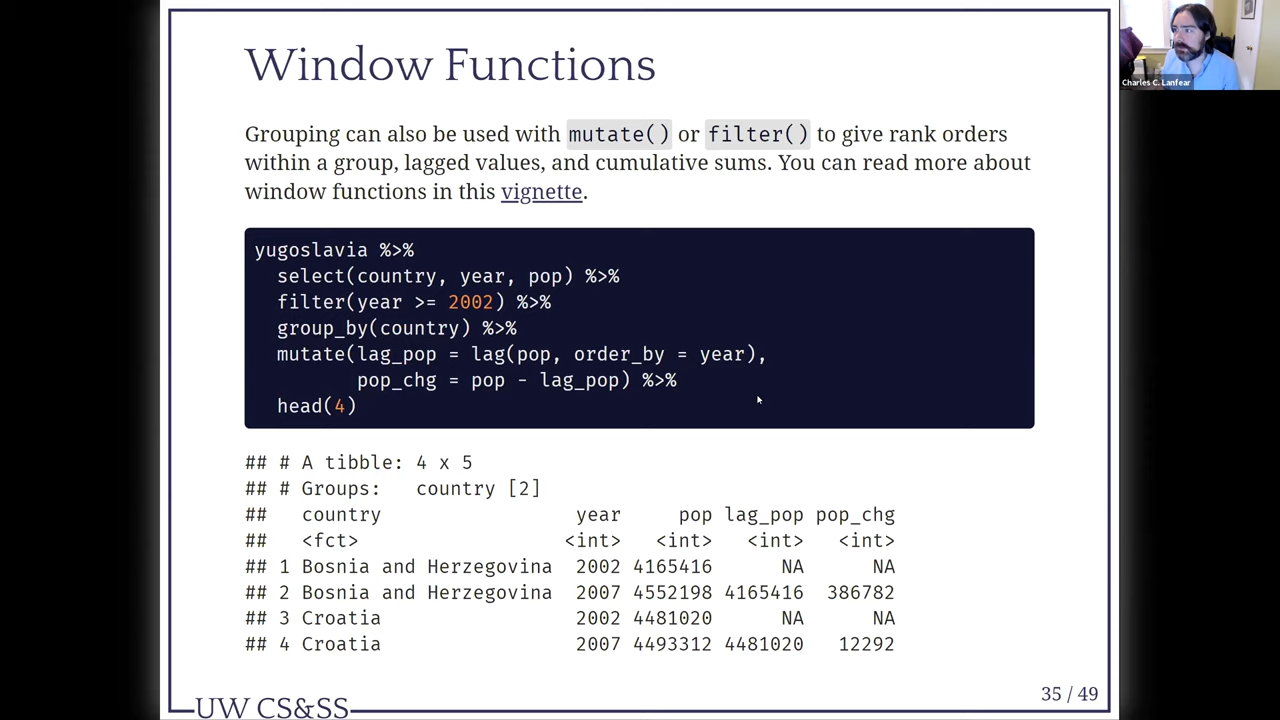 Window Functions
Charles C. Lanfear
Grouping can also be used with mutate() or filter() to give rank orders
within a group, lagged values, and cumulative sums. You can read more about
window functions in this vignette.
yugoslavia %>%
  select(country, year, pop) %>%
  filter(year >= 2002) %>%
  group_by(country) %>%
  mutate(lag_pop = lag(pop, order_by = year),
         pop_chg = pop - lag_pop) %>%
  head(4)
## # A tibble: 4 x 5
## # Groups:   country [2]
##   country                 year     pop lag_pop pop_chg
##   <fct>                  <int>   <int>   <int>   <int>
## 1 Bosnia and Herzegovina  2002 4165416      NA      NA
## 2 Bosnia and Herzegovina  2007 4552198 4165416  386782
## 3 Croatia                 2002 4481020      NA      NA
## 4 Croatia                 2007 4493312 4481020   12292
35 / 49
UW CS&SS